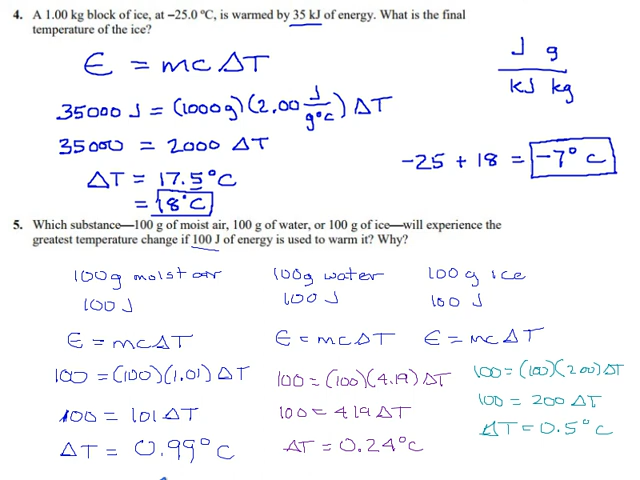 4. A 1.00 kg block of ice, at −25.0 ºC, is warmed by 35 kJ of energy. What is the final
temperature of the ice?
E = mcΔT
J g
kJ kg
35000 J = (1000g)(2.00 J/g°C) ΔT
35000 = 2000 ΔT
-25 + 18 = -7°C
ΔT = 17.5°C
= 18°C
5. Which substance—100 g of moist air, 100 g of water, or 100 g of ice—will experience the
greatest temperature change if 100 J of energy is used to warm it? Why?
100g moist air 100g water 100 g ice
100 J 100 J 100 J
E = mcΔT E = mcΔT E = mcΔT
100 = (100)(1.01) ΔT 100 = (100)(4.19) ΔT 100 = (100)(2.00) ΔT
100 = 101 ΔT 100 = 419 ΔT 100 = 200 ΔT
ΔT = 0.99°C ΔT = 0.24°C ΔT = 0.5°C